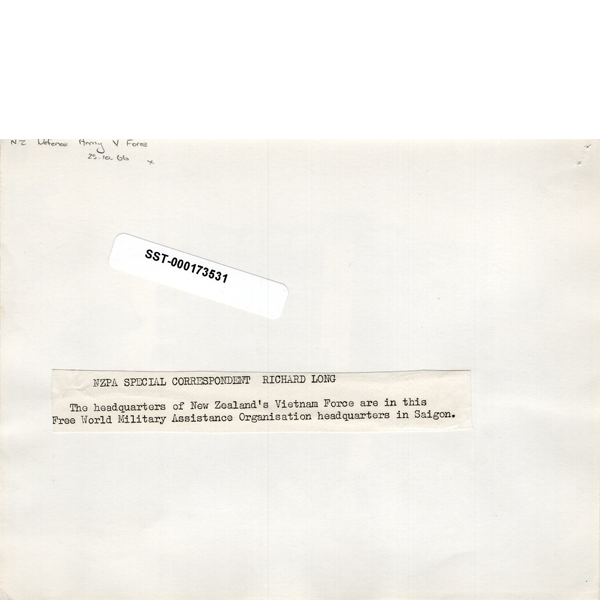 NZ Defence Army V Force
25.10.66 x
SST-000173531
NZPA SPECIAL CORRESPONDENT RICHARD LONG
The headquarters of New Zealand's Vietnam Force are in this
Free World Military Assistance Organisation headquarters in Saigon.